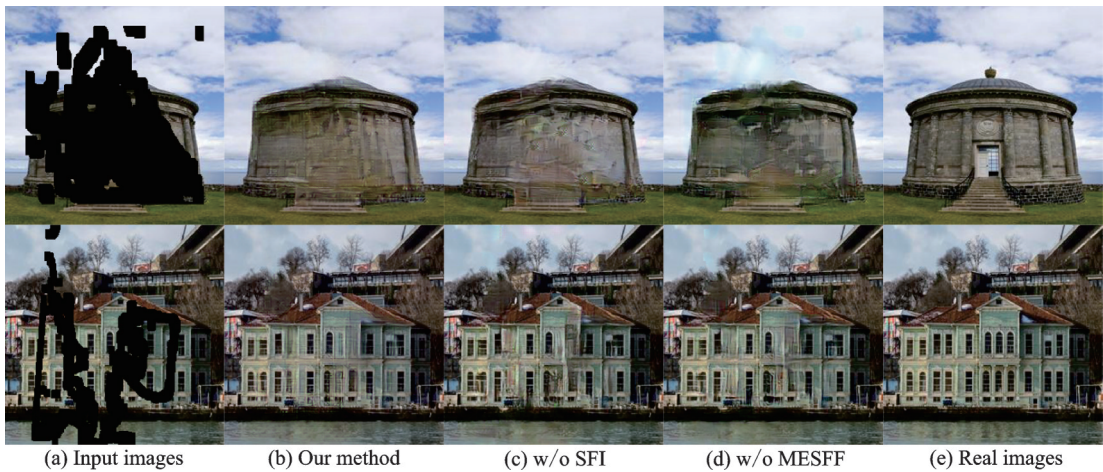 (a) Input images
(b) Our method
(c) w/o SFI
(d) w/o MESFF
(e) Real images